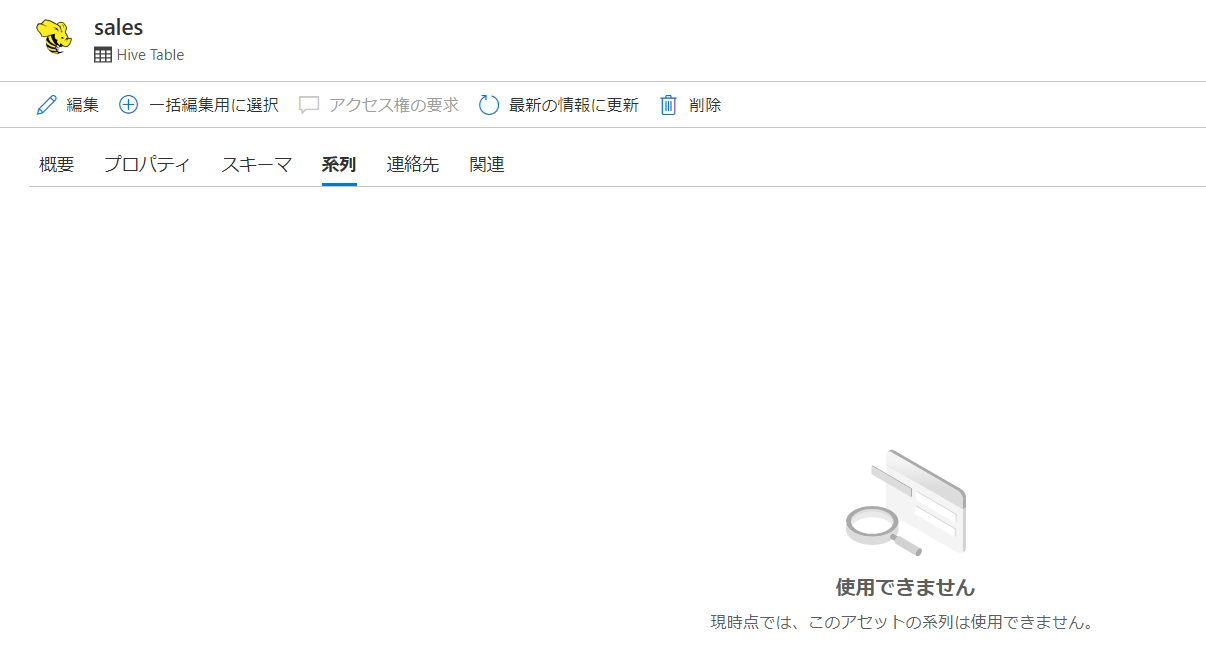 sales
Hive Table
編集 一括編集用に選択 アクセス権の要求 最新の情報に更新 削除
概要 プロパティ スキーマ 系列 連絡先 関連
使用できません
現時点では、このアセットの系列は使用できません。